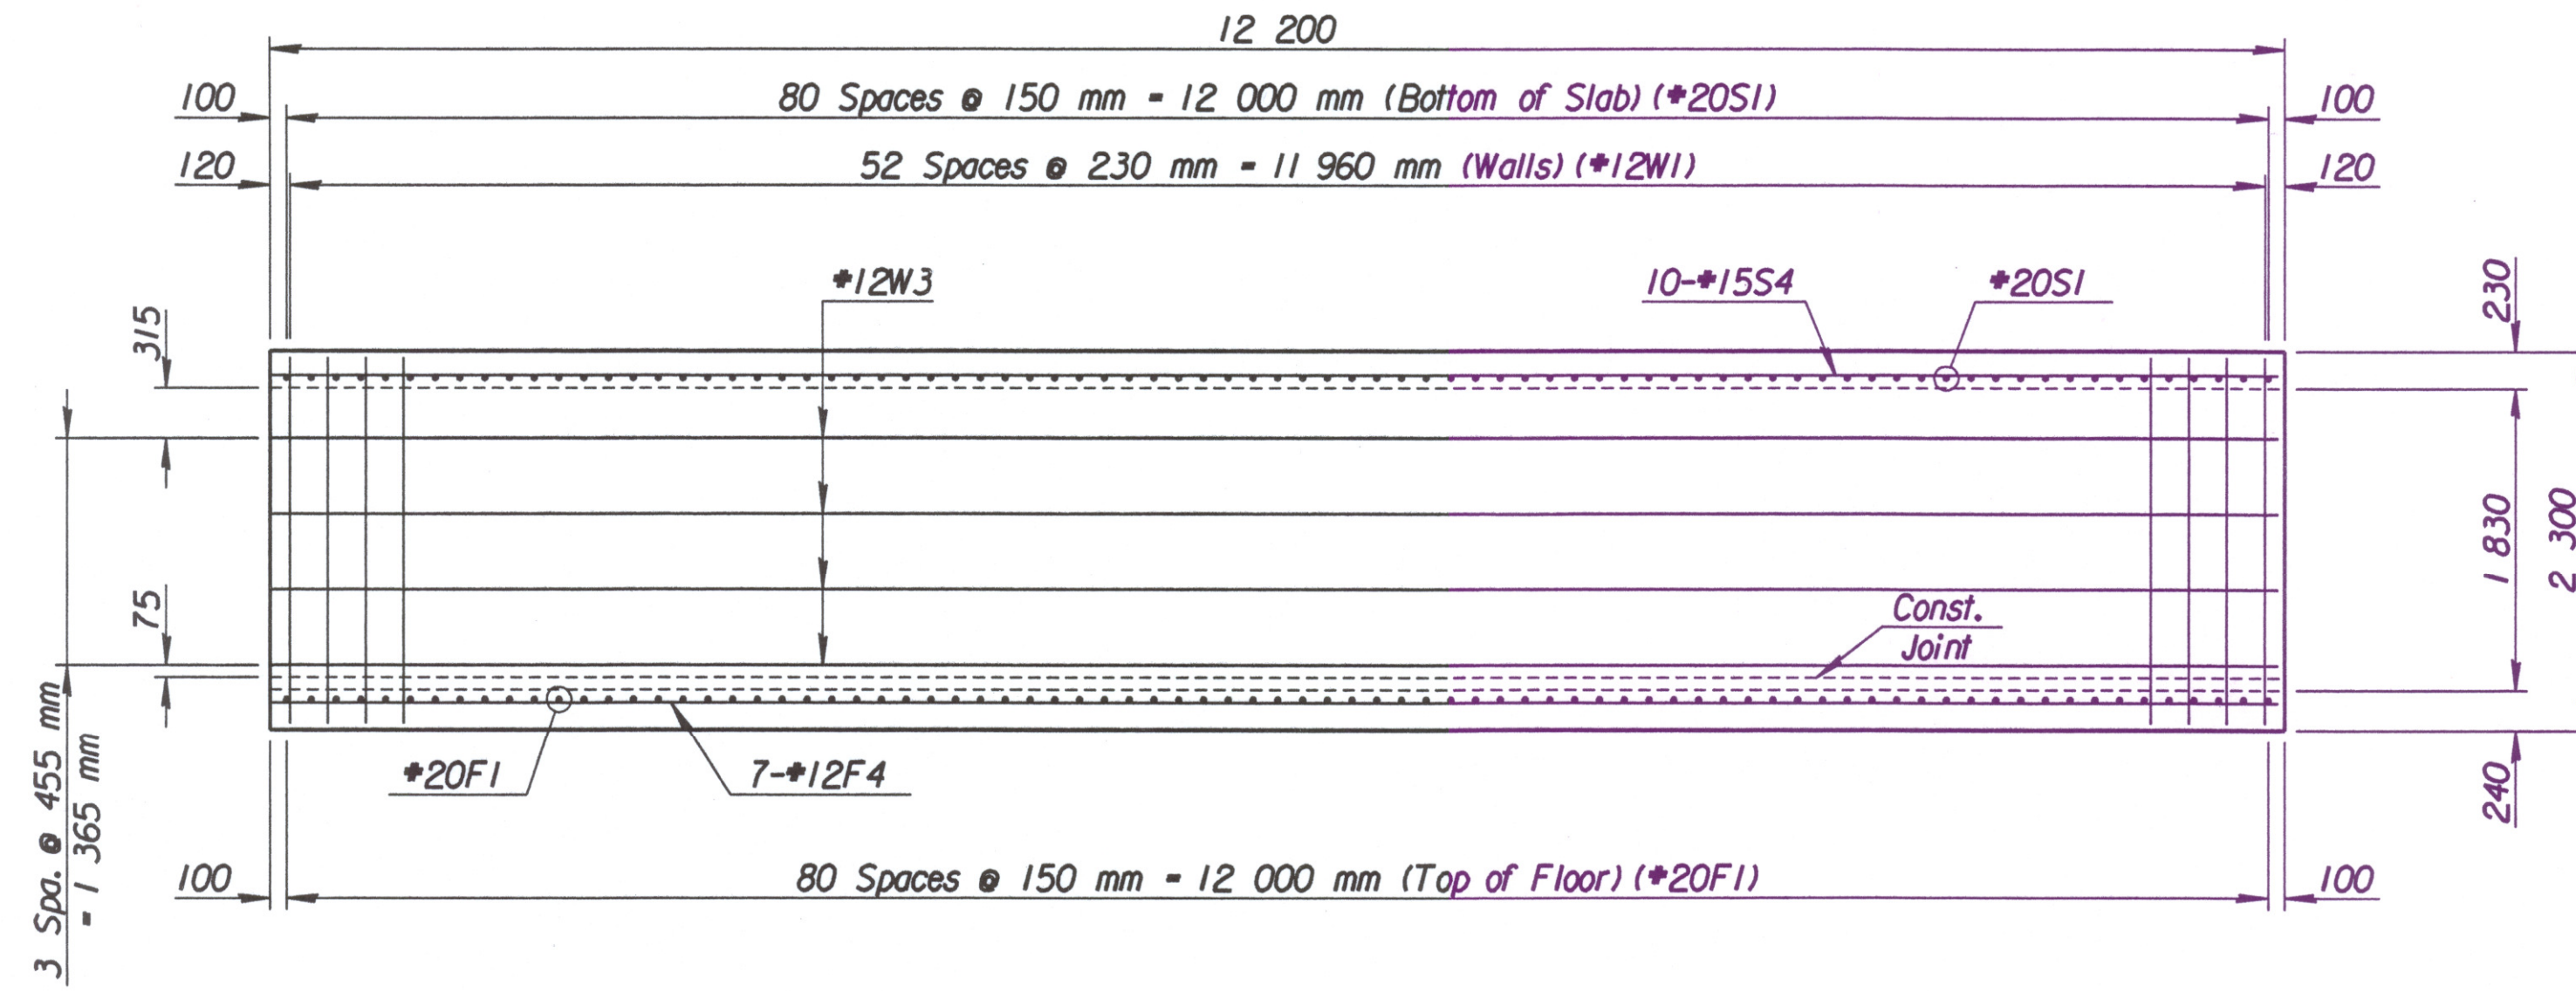 12 200
100
80 Spaces @ 150 mm = 12 000 mm (Bottom of Slab) (#20S1)
100
120
52 Spaces @ 230 mm = 11 960 mm (Walls) (#12W1)
120
#12W3
10-#15S4
#20S1
230
315
75
3 Spa. @ 455 mm
= 1 365 mm
Const.
Joint
1 830
2 300
240
#20F1
7-#12F4
100
80 Spaces @ 150 mm = 12 000 mm (Top of Floor) (#20F1)
100